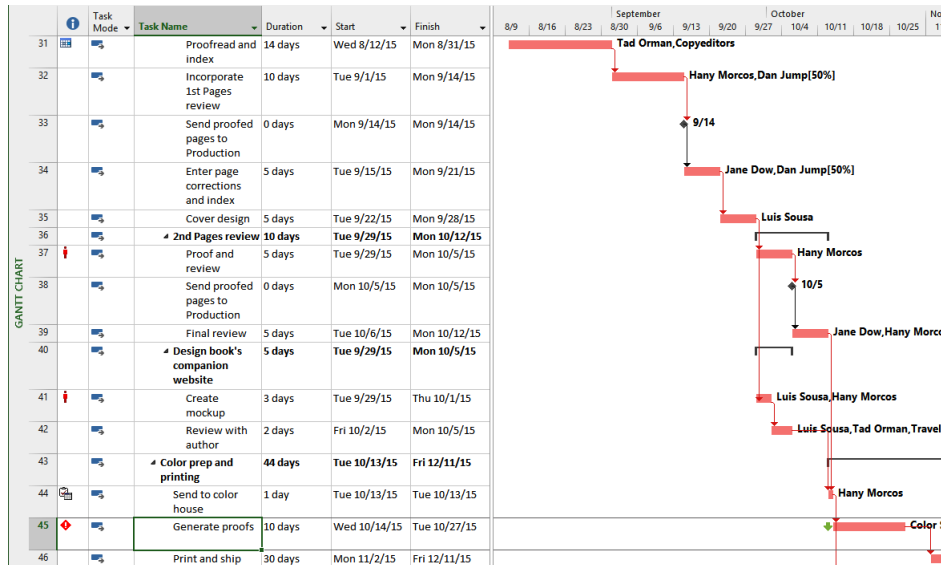 Task Mode Task Name Duration Start Finish
September October No
8/9 8/16 8/23 8/30 9/6 9/13 9/20 9/27 10/4 10/11 10/18 10/25 1
GANTT CHART
31 Proofread and index 14 days Wed 8/12/15 Mon 8/31/15 Tad Orman,Copyeditors
32 Incorporate 1st Pages review 10 days Tue 9/1/15 Mon 9/14/15 Hany Morcos,Dan Jump[50%]
33 Send proofed pages to Production 0 days Mon 9/14/15 Mon 9/14/15 9/14
34 Enter page corrections and index 5 days Tue 9/15/15 Mon 9/21/15 Jane Dow,Dan Jump[50%]
35 Cover design 5 days Tue 9/22/15 Mon 9/28/15 Luis Sousa
36 2nd Pages review 10 days Tue 9/29/15 Mon 10/12/15
37 Proof and review 5 days Tue 9/29/15 Mon 10/5/15 Hany Morcos
38 Send proofed pages to Production 0 days Mon 10/5/15 Mon 10/5/15 10/5
39 Final review 5 days Tue 10/6/15 Mon 10/12/15 Jane Dow,Hany Morco
40 Design book's companion website 5 days Tue 9/29/15 Mon 10/5/15
41 Create mockup 3 days Tue 9/29/15 Thu 10/1/15 Luis Sousa,Hany Morcos
42 Review with author 2 days Fri 10/2/15 Mon 10/5/15 Luis Sousa,Tad Orman,Travel
43 Color prep and printing 44 days Tue 10/13/15 Fri 12/11/15
44 Send to color house 1 day Tue 10/13/15 Tue 10/13/15 Hany Morcos
45 Generate proofs 10 days Wed 10/14/15 Tue 10/27/15 Color S
46 Print and ship 30 days Mon 11/2/15 Fri 12/11/15